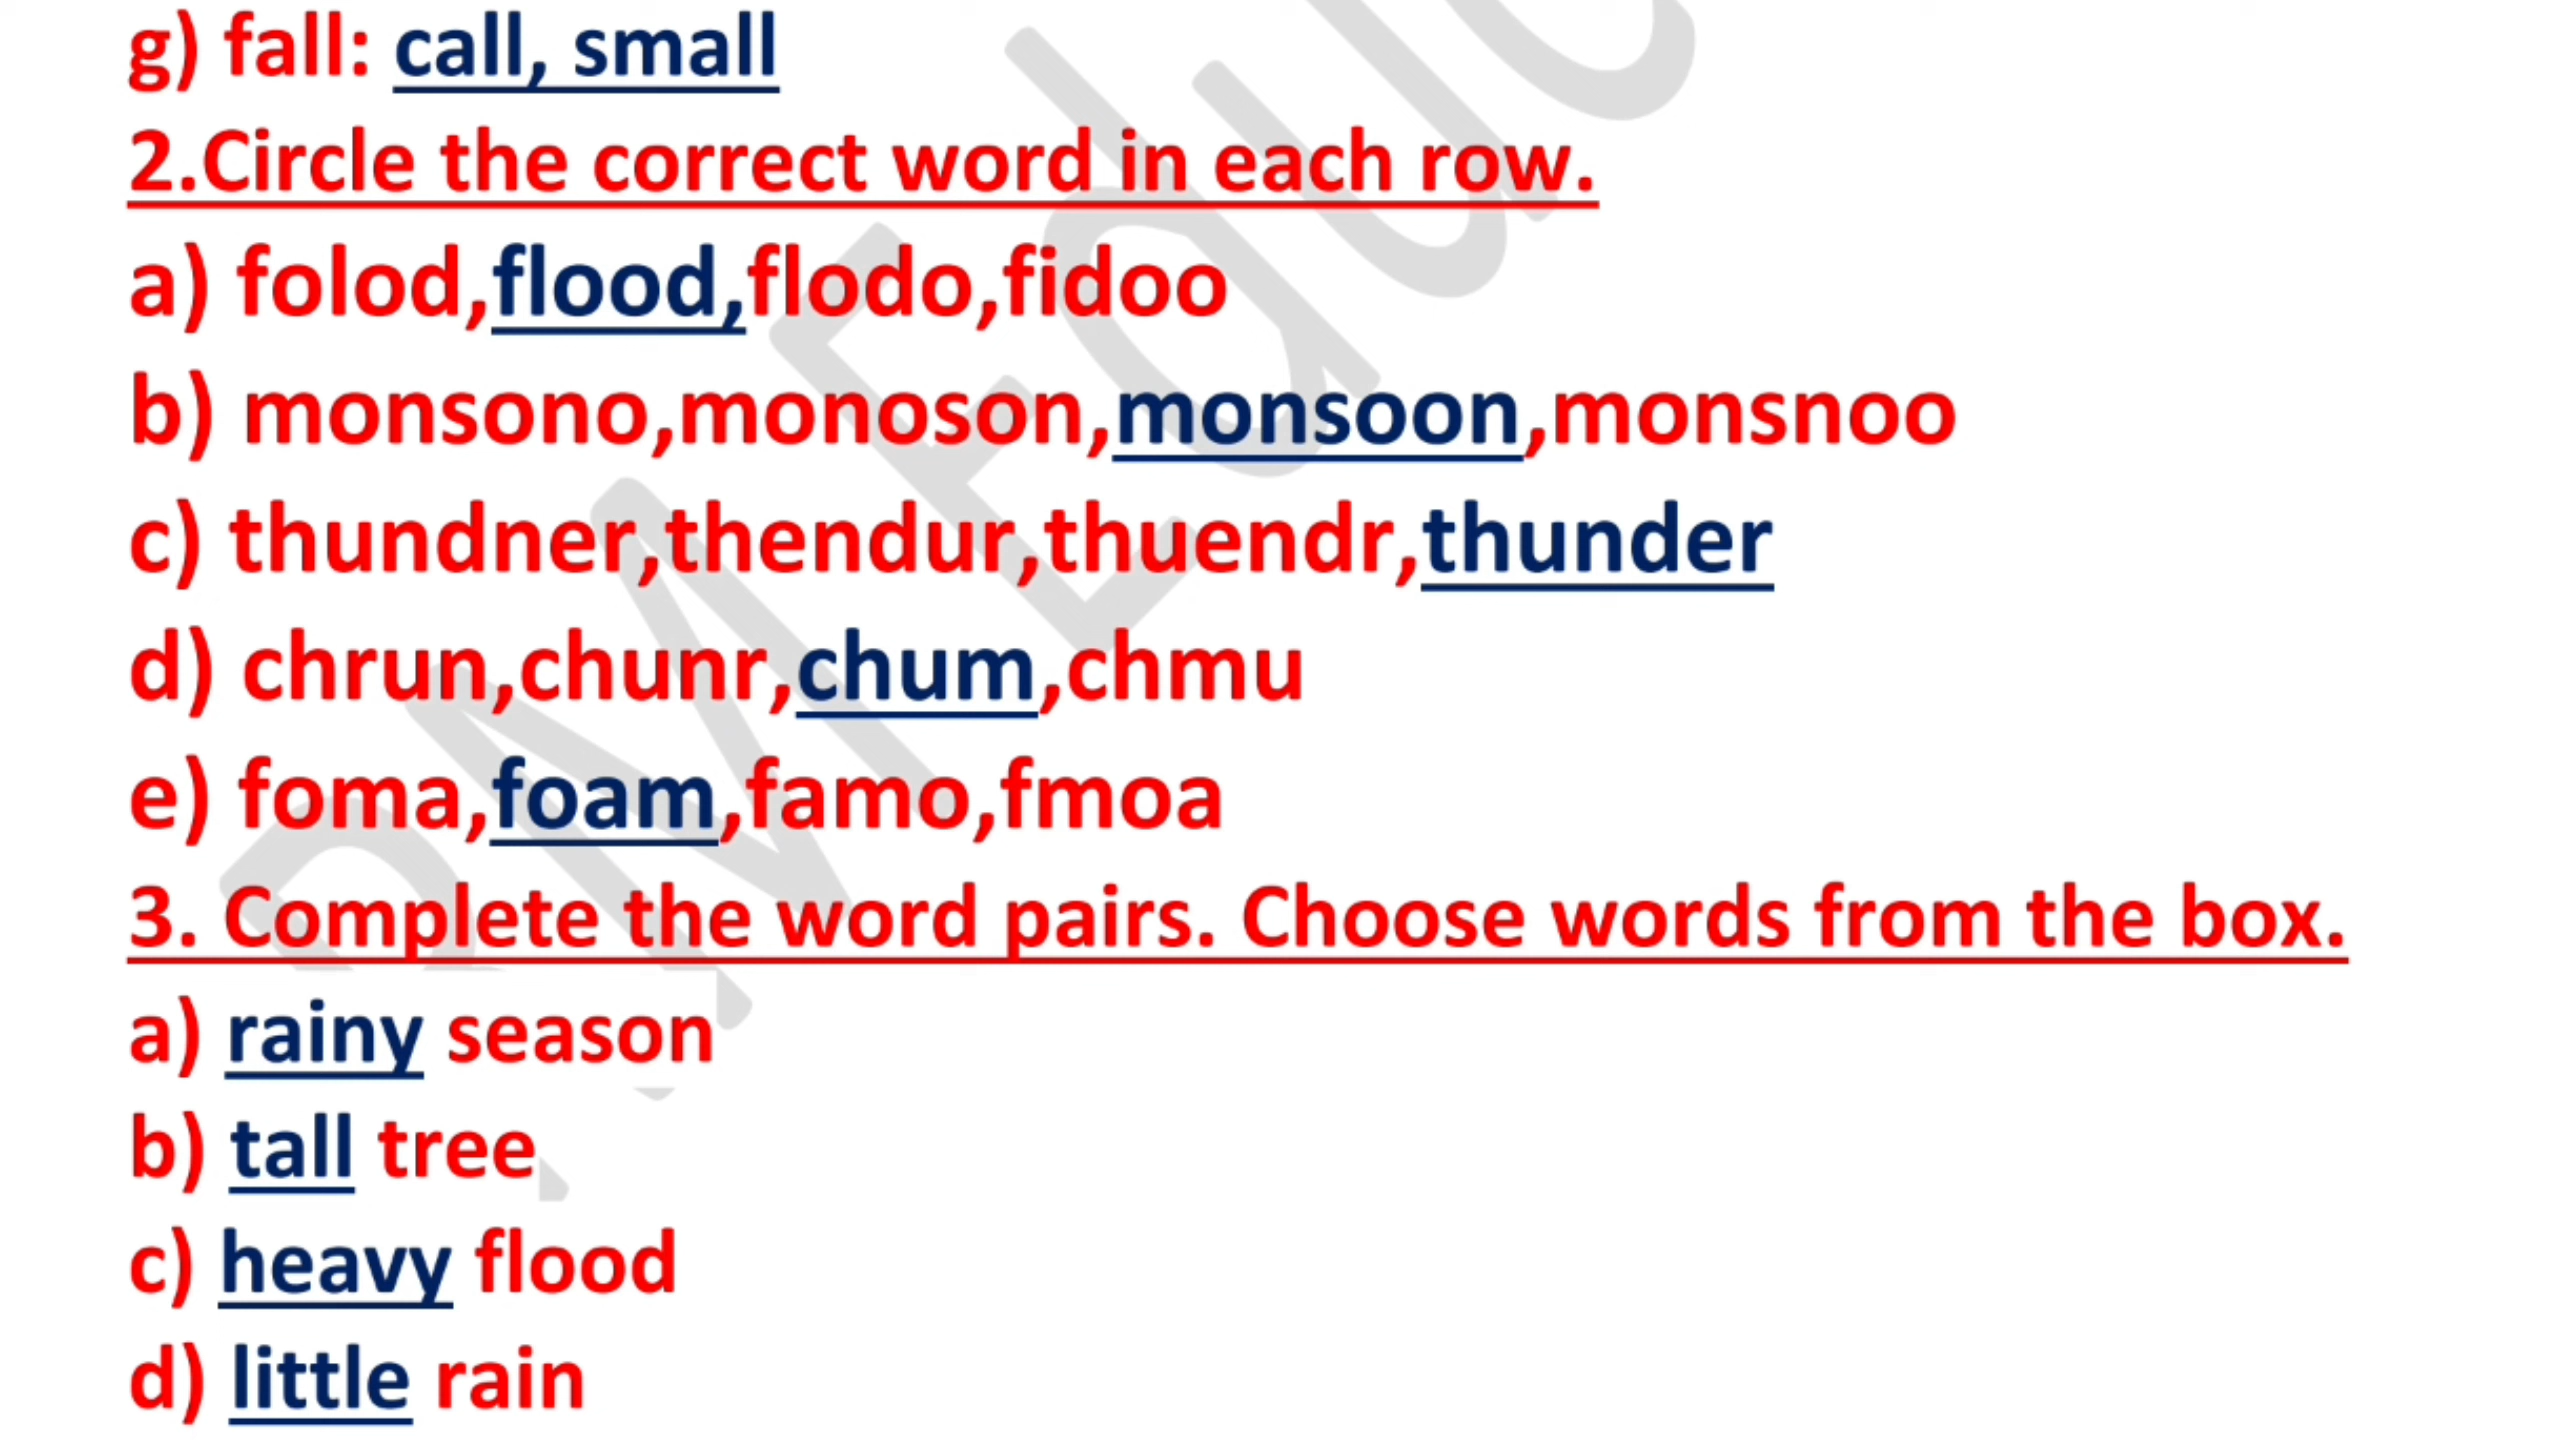 g) fall: call, small
2.Circle the correct word in each row.
a) folod,flood,flodo,fidoo
b) monsono,monoson,monsoon,monsnoo
c) thundner,thendur,thuendr,thunder
d) chrun,chunr,chum,chmu
e) foma,foam,famo,fmoa
3. Complete the word pairs. Choose words from the box.
a) rainy season
b) tall tree
c) heavy flood
d) little rain